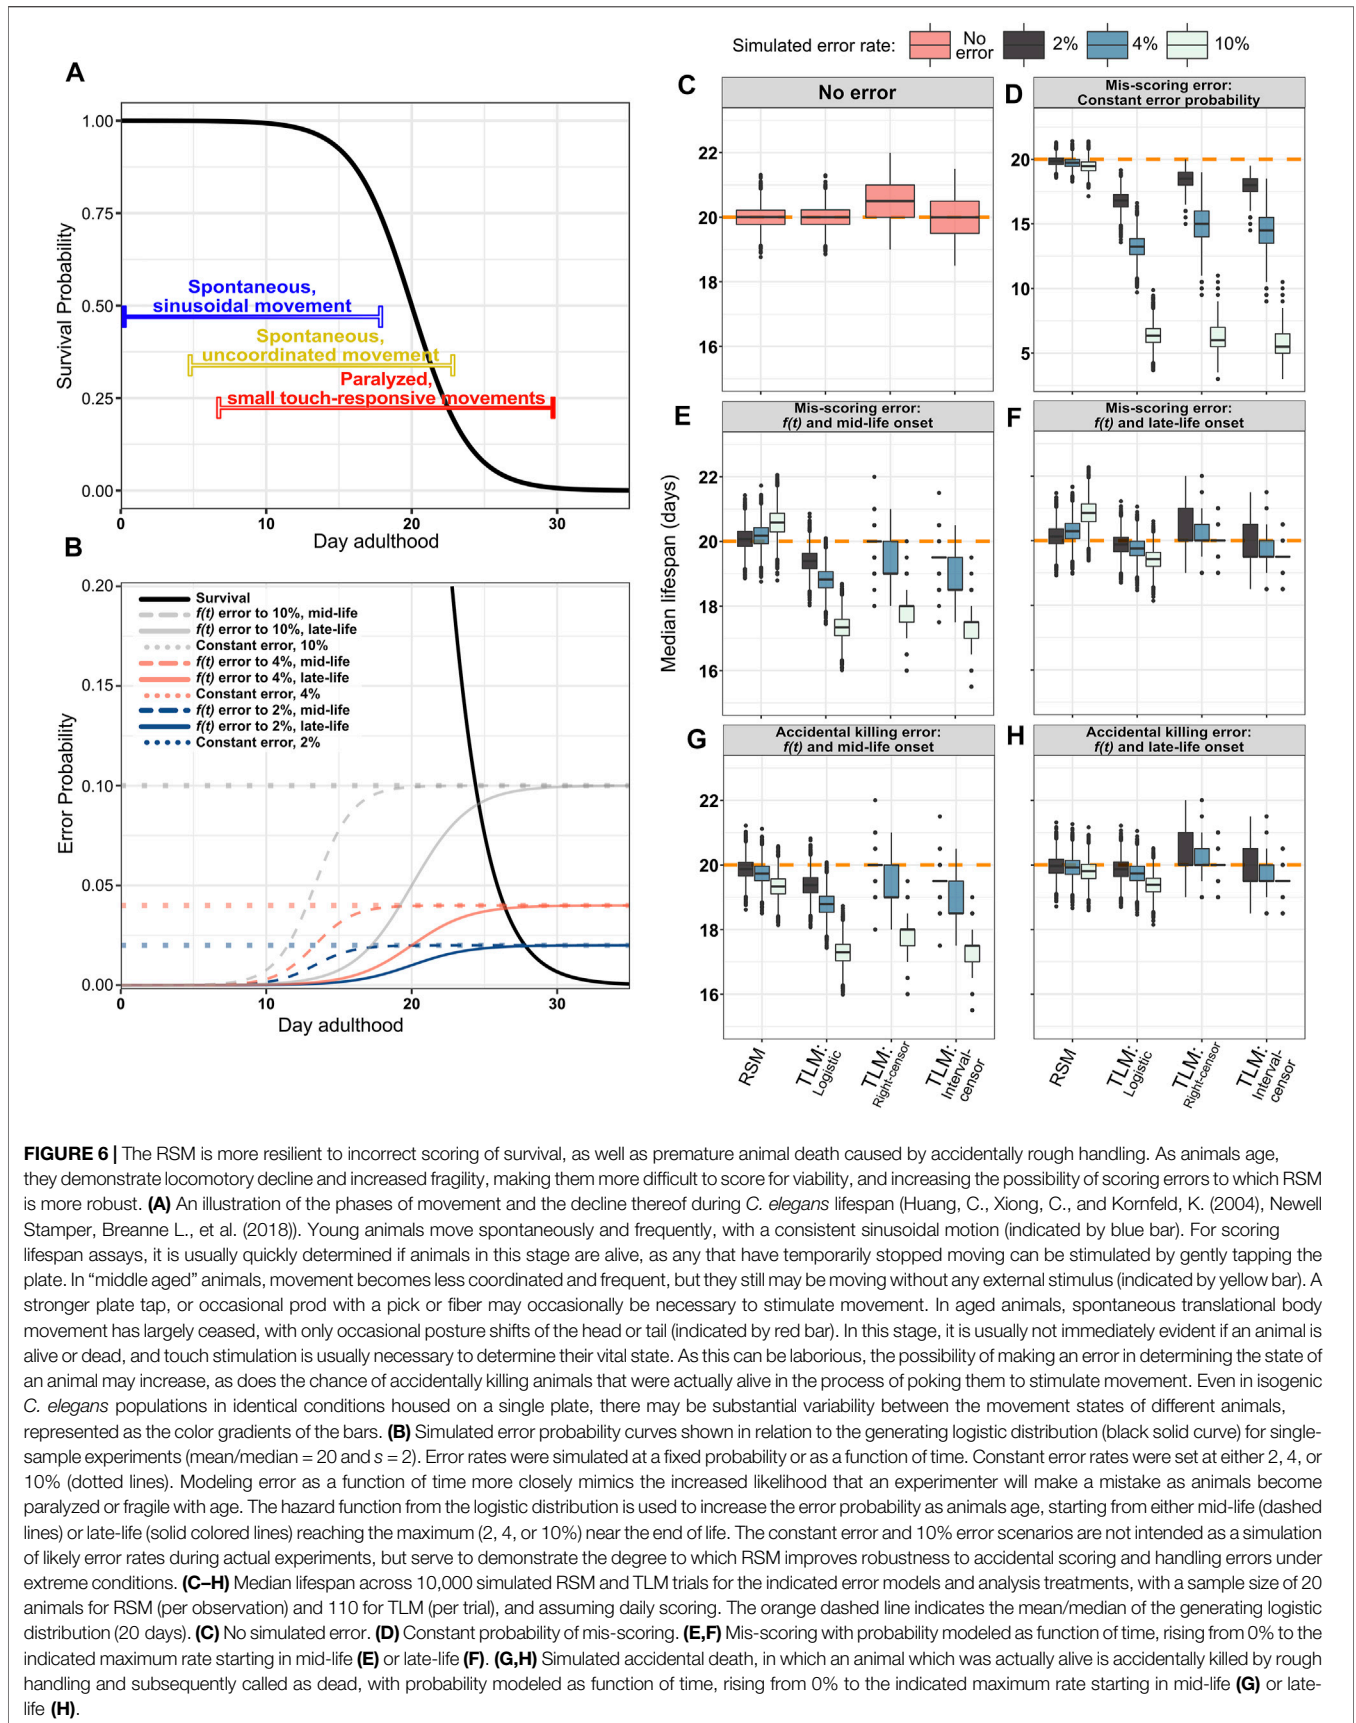 Simulated error rate:
No
error
2%
4%
10%
A
Survival Probability
1.00
0.75
0.50
0.25
0.00
Spontaneous,
sinusoidal movement
Spontaneous,
uncoordinated movement
Paralyzed,
small touch-responsive movements
0
10
20
30
Day adulthood
B
Error Probability
0.20
0.15
0.10
0.05
0.00
Survival
f(t) error to 10%, mid-life
f(t) error to 10%, late-life
Constant error, 10%
f(t) error to 4%, mid-life
f(t) error to 4%, late-life
Constant error, 4%
f(t) error to 2%, mid-life
f(t) error to 2%, late-life
Constant error, 2%
0
10
20
30
Day adulthood
C
No error
22
20
18
16
D
Mis-scoring error:
Constant error probability
20
15
10
5
Median lifespan (days)
E
Mis-scoring error:
f(t) and mid-life onset
22
20
18
16
F
Mis-scoring error:
f(t) and late-life onset
G
Accidental killing error:
f(t) and mid-life onset
22
20
18
16
H
Accidental killing error:
f(t) and late-life onset
RSM
TLM:
Logistic
TLM:
Right-censor
TLM:
Interval-
censor
RSM
TLM:
Logistic
TLM:
Right-censor
TLM:
Interval-
censor
FIGURE 6 | The RSM is more resilient to incorrect scoring of survival, as well as premature animal death caused by accidentally rough handling. As animals age,
they demonstrate locomotory decline and increased fragility, making them more difficult to score for viability, and increasing the possibility of scoring errors to which RSM
is more robust. (A) An illustration of the phases of movement and the decline thereof during C. elegans lifespan (Huang, C., Xiong, C., and Kornfeld, K. (2004), Newell
Stamper, Breanne L., et al. (2018)). Young animals move spontaneously and frequently, with a consistent sinusoidal motion (indicated by blue bar). For scoring
lifespan assays, it is usually quickly determined if animals in this stage are alive, as any that have temporarily stopped moving can be stimulated by gently tapping the
plate. In “middle aged” animals, movement becomes less coordinated and frequent, but they still may be moving without any external stimulus (indicated by yellow bar). A
stronger plate tap, or occasional prod with a pick or fiber may occasionally be necessary to stimulate movement. In aged animals, spontaneous translational body
movement has largely ceased, with only occasional posture shifts of the head or tail (indicated by red bar). In this stage, it is usually not immediately evident if an animal is
alive or dead, and touch stimulation is usually necessary to determine their vital state. As this can be laborious, the possibility of making an error in determining the state of
an animal may increase, as does the chance of accidentally killing animals that were actually alive in the process of poking them to stimulate movement. Even in isogenic
C. elegans populations in identical conditions housed on a single plate, there may be substantial variability between the movement states of different animals,
represented as the color gradients of the bars. (B) Simulated error probability curves shown in relation to the generating logistic distribution (black solid curve) for single-
sample experiments (mean/median = 20 and s = 2). Error rates were simulated at a fixed probability or as a function of time. Constant error rates were set at either 2, 4, or
10% (dotted lines). Modeling error as a function of time more closely mimics the increased likelihood that an experimenter will make a mistake as animals become
paralyzed or fragile with age. The hazard function from the logistic distribution is used to increase the error probability as animals age, starting from either mid-life (dashed
lines) or late-life (solid colored lines) reaching the maximum (2, 4, or 10%) near the end of life. The constant error and 10% error scenarios are not intended as a simulation
of likely error rates during actual experiments, but serve to demonstrate the degree to which RSM improves robustness to accidental scoring and handling errors under
extreme conditions. (C–H) Median lifespan across 10,000 simulated RSM and TLM trials for the indicated error models and analysis treatments, with a sample size of 20
animals for RSM (per observation) and 110 for TLM (per trial), and assuming daily scoring. The orange dashed line indicates the mean/median of the generating logistic
distribution (20 days). (C) No simulated error. (D) Constant probability of mis-scoring. (E,F) Mis-scoring with probability modeled as function of time, rising from 0% to the
indicated maximum rate starting in mid-life (E) or late-life (F). (G,H) Simulated accidental death, in which an animal which was actually alive is accidentally killed by rough
handling and subsequently called as dead, with probability modeled as function of time, rising from 0% to the indicated maximum rate starting in mid-life (G) or late-
life (H).